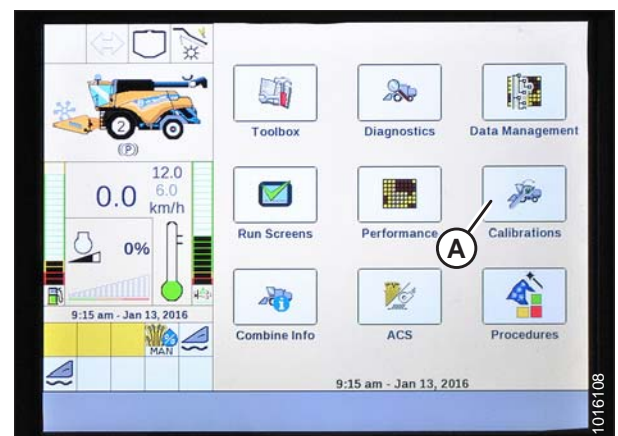 Toolbox
Diagnostics
Data Management
2
(P)
12.0
0.0
6.0
km/h
Run Screens
Performance
Calibrations
A
0%
F
9:15 am - Jan 13, 2016
MAN
Combine Info
ACS
Procedures
9:15 am - Jan 13, 2016
1016108